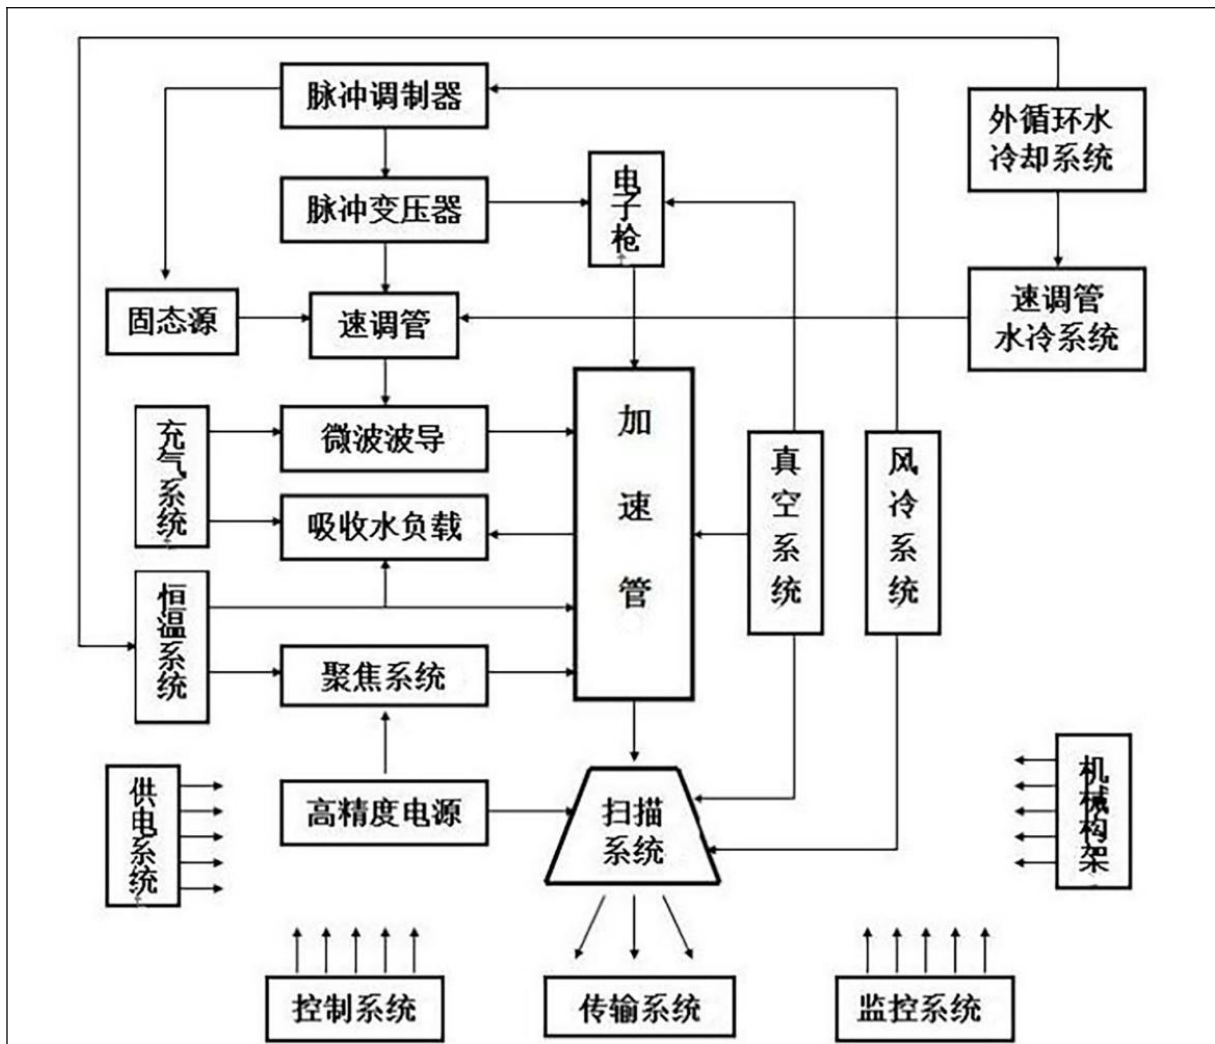 脉冲调制器
外循环水
冷却系统
脉冲变压器
电子枪
固态源
速调管
速调管
水冷系统
充气系统
微波波导
加速管
真空系统
风冷系统
吸收水负载
恒温系统
聚焦系统
供电系统
高精度电源
扫描
系统
机械构架
控制系统
传输系统
监控系统